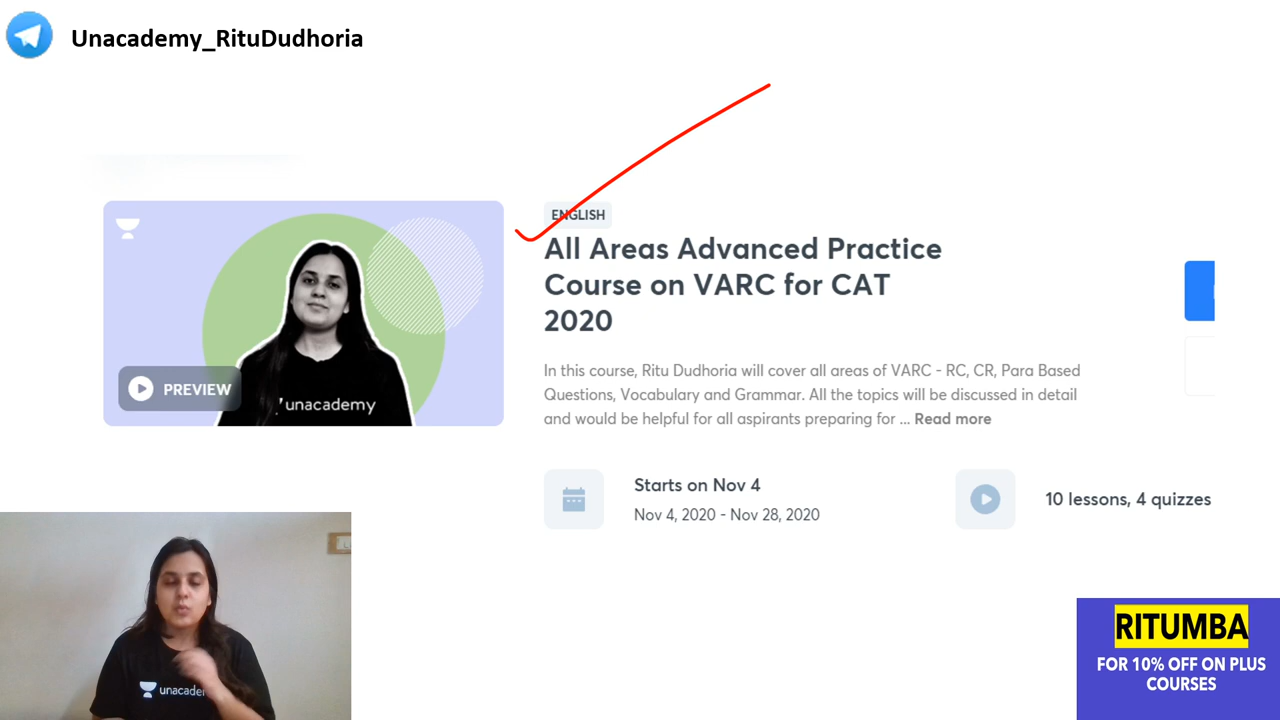 Unacademy_RituDudhoria
ENGLISH
All Areas Advanced Practice
Course on VARC for CAT
2020
PREVIEW
unacademy
In this course, Ritu Dudhoria will cover all areas of VARC - RC, CR, Para Based
Questions, Vocabulary and Grammar. All the topics will be discussed in detail
and would be helpful for all aspirants preparing for ... Read more
Starts on Nov 4
Nov 4, 2020 - Nov 28, 2020
10 lessons, 4 quizzes
unacade
RITUMBA
FOR 10% OFF ON PLUS
COURSES